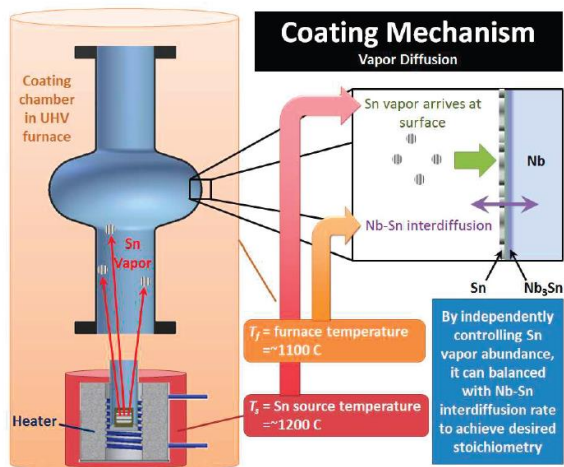 Coating Mechanism
Vapor Diffusion
Coating
chamber
in UHV
furnace
Sn vapor arrives at
surface
Nb
Nb-Sn interdiffusion
Sn
Nb₃Sn
Sn
Vapor
T_f = furnace temperature
=~1100 C
T_s = Sn source temperature
=~1200 C
Heater
By independently
controlling Sn
vapor abundance,
it can balanced
with Nb-Sn
interdiffusion rate
to achieve desired
stoichiometry